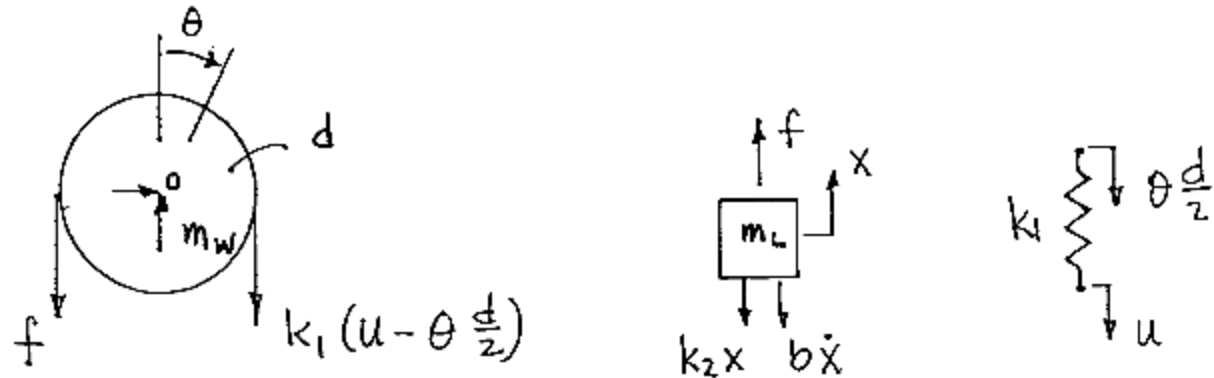 θ
d
o
m_W
f
k₁(u - θ d/2)
f
x
m_L
k₂x bẋ
k₁
θ d/2
u